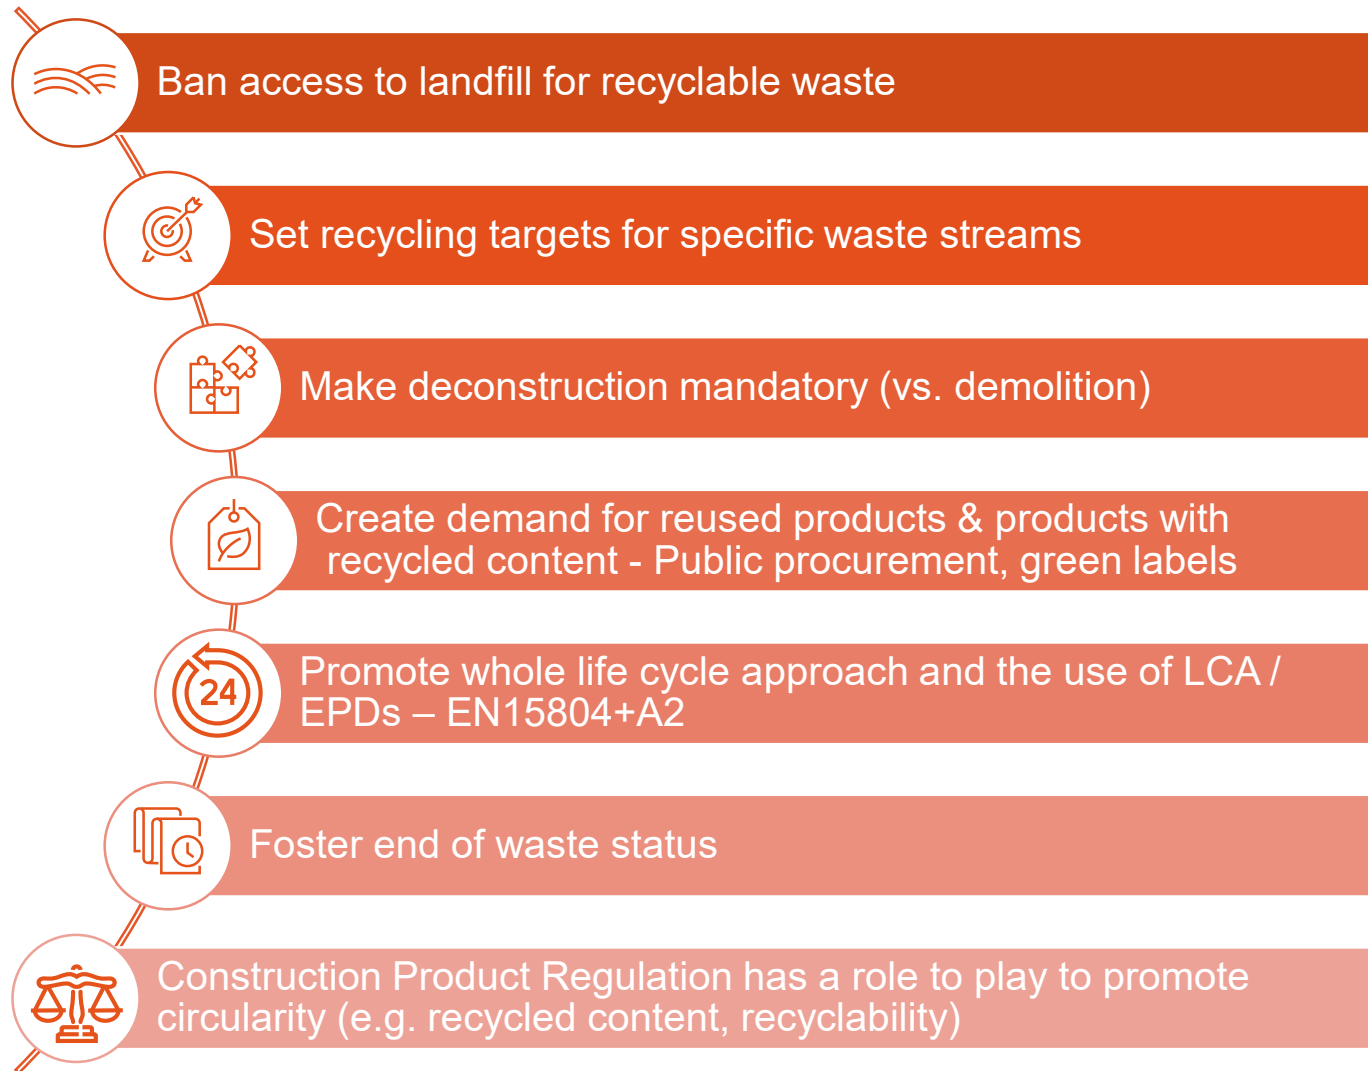 Ban access to landfill for recyclable waste
Set recycling targets for specific waste streams
Make deconstruction mandatory (vs. demolition)
Create demand for reused products & products with
recycled content - Public procurement, green labels
24
Promote whole life cycle approach and the use of LCA /
EPDs – EN15804+A2
Foster end of waste status
Construction Product Regulation has a role to play to promote
circularity (e.g. recycled content, recyclability)